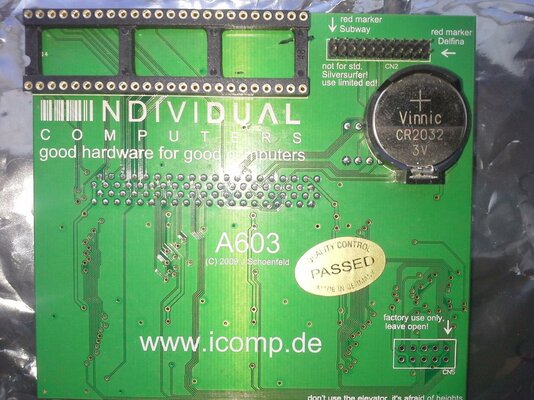 red marker
Subway
red marker
Delfina
14
not for std.
Silversurfer!
use limited ed!
CN2
+
Vinnic
CR2032
3V
INDIVIDUAL
COMPUTERS
good hardware for good computers
A603
(C) 2009 J.Schoenfeld
QUALITY CONTROL
PASSED
MADE IN GERMANY
factory use only,
leave open!
www.icomp.de
CN5
don't use the elevator, it's afraid of heights